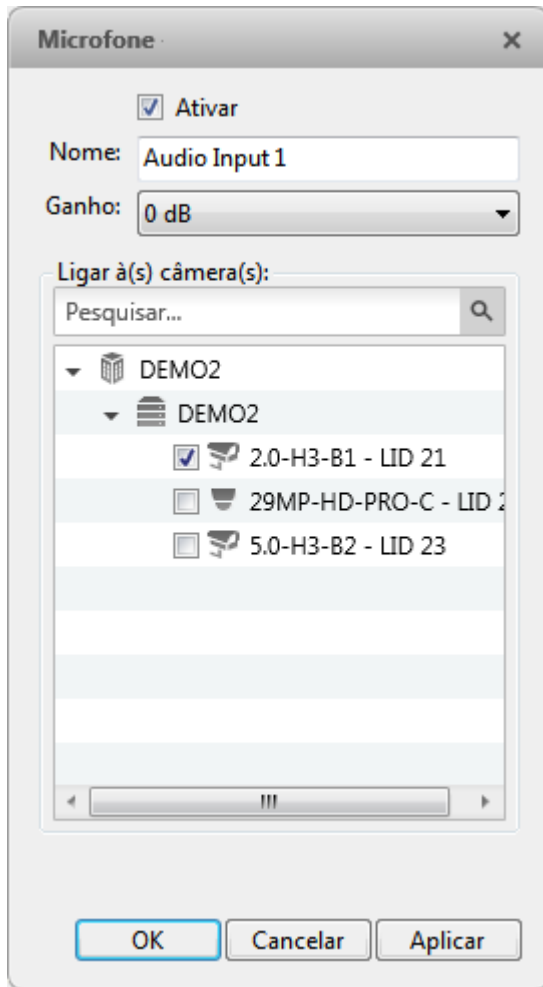 Microfone
Ativar
Nome: Audio Input 1
Ganho: 0 dB
Ligar à(s) câmera(s):
Pesquisar...
DEMO2
DEMO2
2.0-H3-B1 - LID 21
29MP-HD-PRO-C - LID 2
5.0-H3-B2 - LID 23
OK Cancelar Aplicar